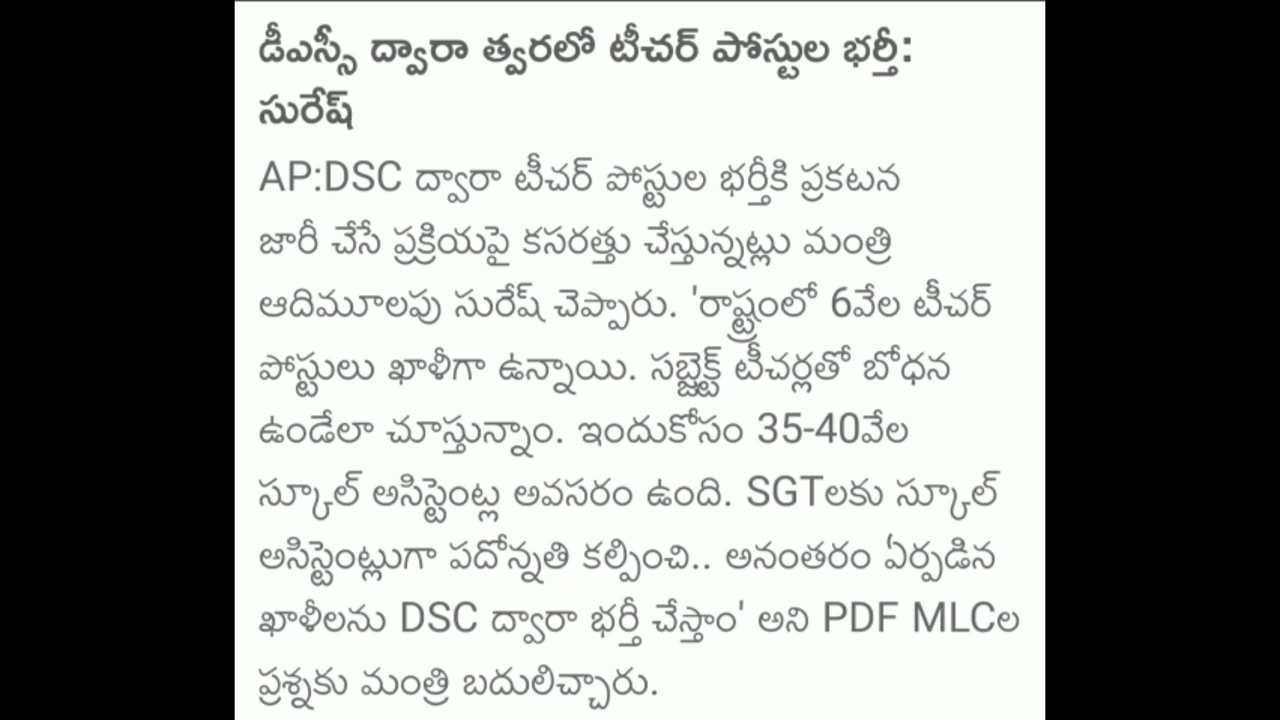 డీఎస్సీ ద్వారా త్వరలో టీచర్ పోస్టుల భర్తీ:
సురేష్
AP:DSC ద్వారా టీచర్ పోస్టుల భర్తీకి ప్రకటన
జారీ చేసే ప్రక్రియపై కసరత్తు చేస్తున్నట్లు మంత్రి
ఆదిమూలపు సురేష్ చెప్పారు. 'రాష్ట్రంలో 6వేల టీచర్
పోస్టులు ఖాళీగా ఉన్నాయి. సబ్జెక్ట్ టీచర్లతో బోధన
ఉండేలా చూస్తున్నాం. ఇందుకోసం 35-40వేల
స్కూల్ అసిస్టెంట్ల అవసరం ఉంది. SGTలకు స్కూల్
అసిస్టెంట్లుగా పదోన్నతి కల్పించి.. అనంతరం ఏర్పడిన
ఖాళీలను DSC ద్వారా భర్తీ చేస్తాం' అని PDF MLCల
ప్రశ్నకు మంత్రి బదులిచ్చారు.